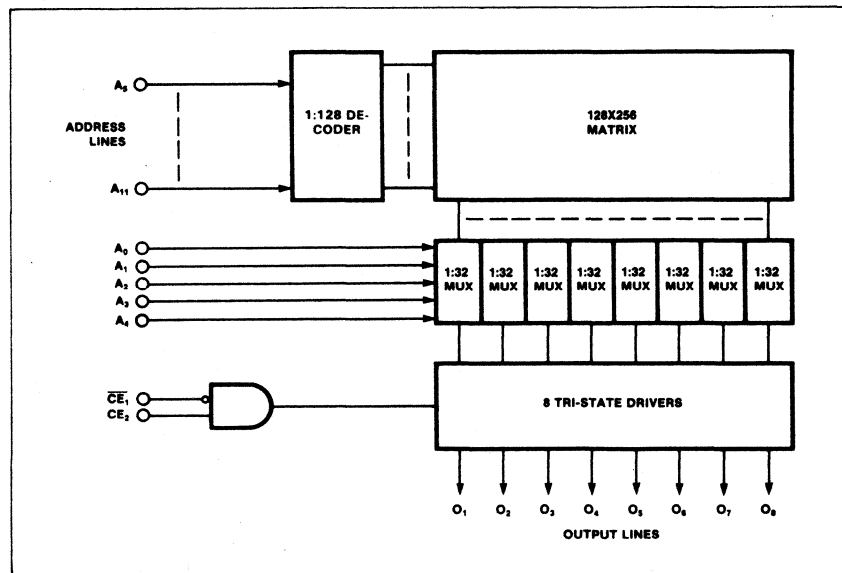 A₅
ADDRESS
LINES
A₁₁
1:128 DE-
CODER
128X256
MATRIX
A₀
A₁
A₂
A₃
A₄
1:32
MUX
1:32
MUX
1:32
MUX
1:32
MUX
1:32
MUX
1:32
MUX
1:32
MUX
1:32
MUX
C̅E̅₁
CE₂
8 TRI-STATE DRIVERS
O₁ O₂ O₃ O₄ O₅ O₆ O₇ O₈
OUTPUT LINES